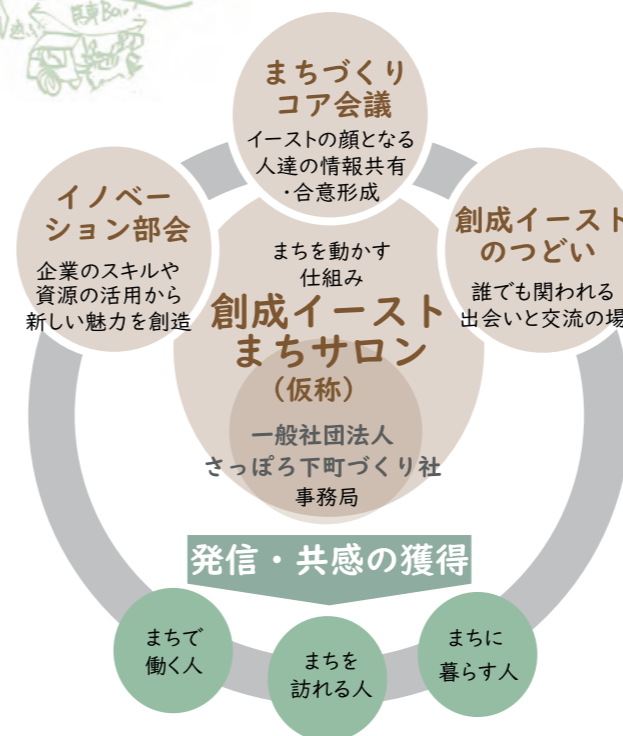 関東Bar
まちづくり
コア会議
イーストの顔となる
人達の情報共有
・合意形成
イノベー
ション部会
企業のスキルや
資源の活用から
新しい魅力を創造
創成イースト
のつどい
誰でも関われる
出会いと交流の場
まちを動かす
仕組み
創成イースト
まちサロン
（仮称）
一般社団法人
さっぽろ下町づくり社
事務局
発信・共感の獲得
まちで
働く人
まちを
訪れる人
まちに
暮らす人